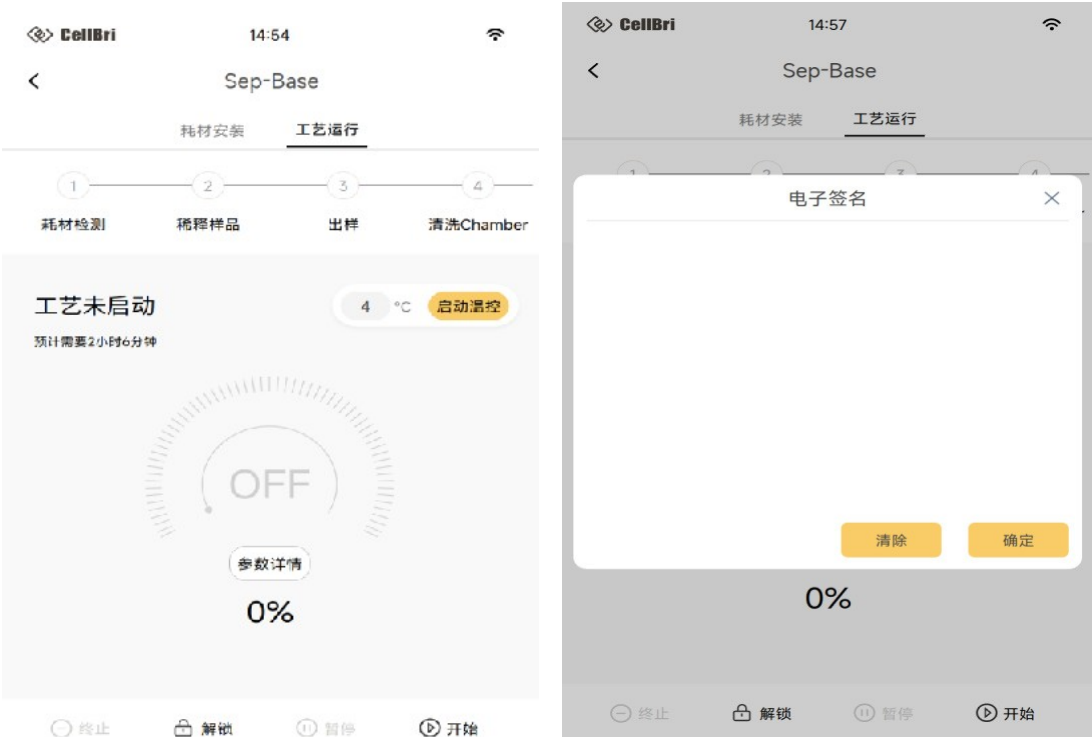 CellBri 14:54
Sep-Base
耗材安装 工艺运行
1 2 3 4
耗材检测 稀释样品 出样 清洗Chamber
工艺未启动
4 °C 启动温控
预计需要2小时6分钟
OFF
参数详情
0%
终止 解锁 暂停 开始
CellBri 14:57
Sep-Base
耗材安装 工艺运行
1 2 3 4
电子签名
清除 确定
0%
终止 解锁 暂停 开始